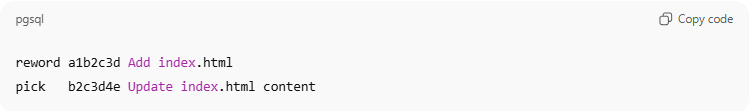 pgsql
Copy code
reword a1b2c3d Add index.html
pick   b2c3d4e Update index.html content